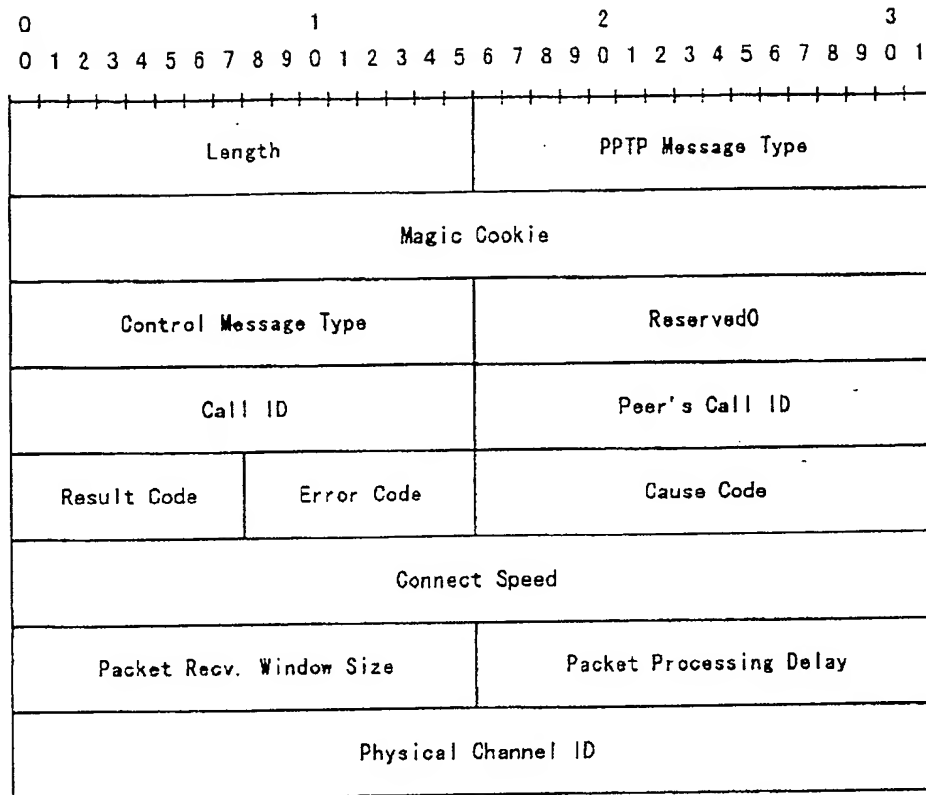 0 1 2 3
0 1 2 3 4 5 6 7 8 9 0 1 2 3 4 5 6 7 8 9 0 1 2 3 4 5 6 7 8 9 0 1
Length PPTP Message Type
Magic Cookie
Control Message Type Reserved0
Call ID Peer's Call ID
Result Code Error Code Cause Code
Connect Speed
Packet Recv. Window Size Packet Processing Delay
Physical Channel ID